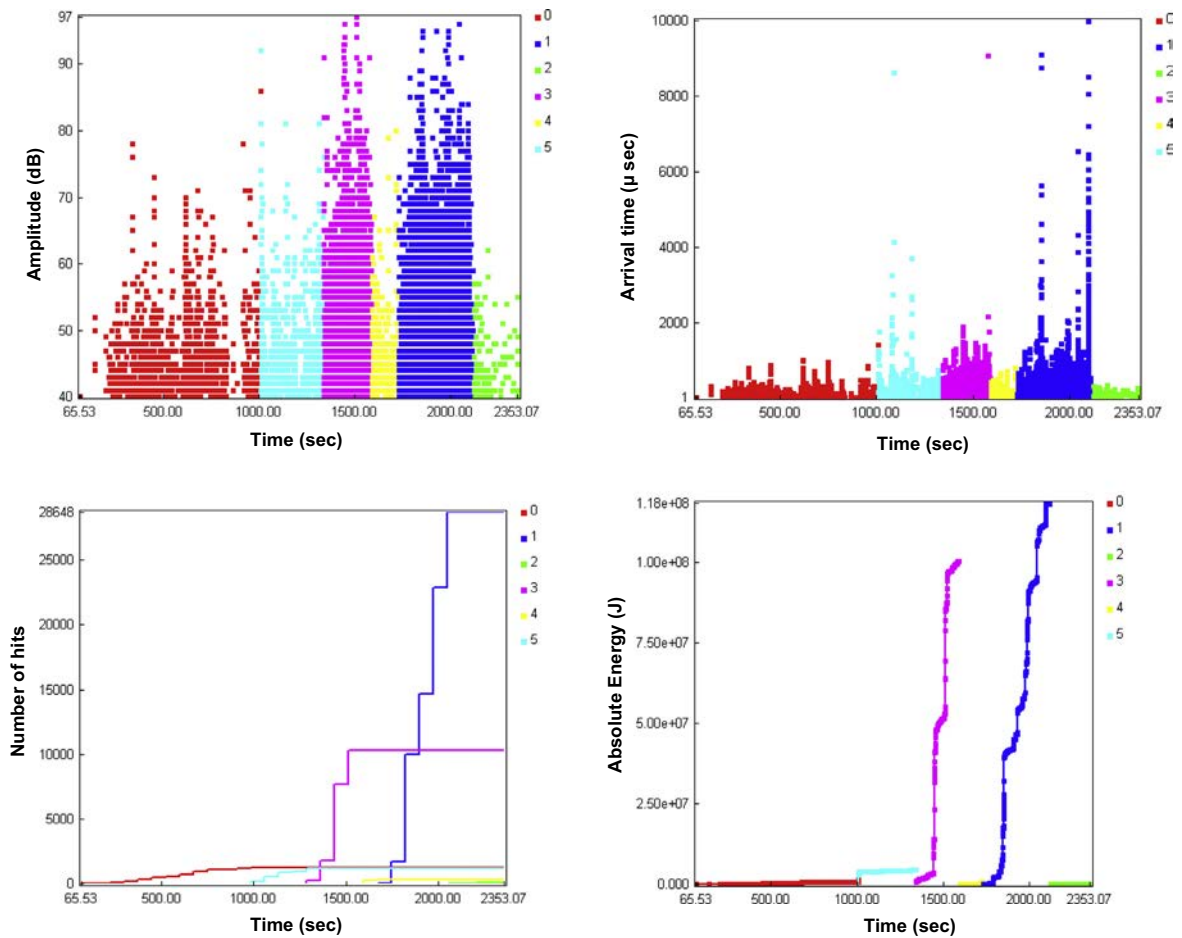 97
90
80
70
60
50
40
65.53 500.00 1000.00 1500.00 2000.00 2353.07
Amplitude (dB)
Time (sec)
0
1
2
3
4
5
10000
8000
6000
4000
2000
1
65.53 500.00 1000.00 1500.00 2000.00 2353.07
Arrival time (µ sec)
Time (sec)
0
1
2
3
4
5
28648
25000
20000
15000
10000
5000
0
65.53 500.00 1000.00 1500.00 2000.00 2353.07
Number of hits
Time (sec)
0
1
2
3
4
5
1.18e+08
1.00e+08
7.50e+07
5.00e+07
2.50e+07
0.000
65.53 500.00 1000.00 1500.00 2000.00 2353.07
Absolute Energy (J)
Time (sec)
0
1
2
3
4
5